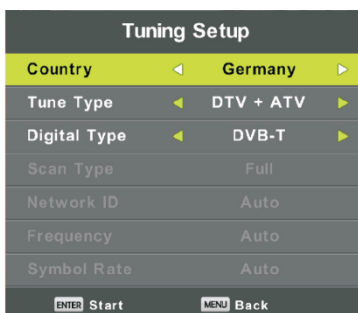 Tuning Setup
Country Germany
Tune Type DTV + ATV
Digital Type DVB-T
Scan Type Full
Network ID Auto
Frequency Auto
Symbol Rate Auto
ENTER Start MENU Back